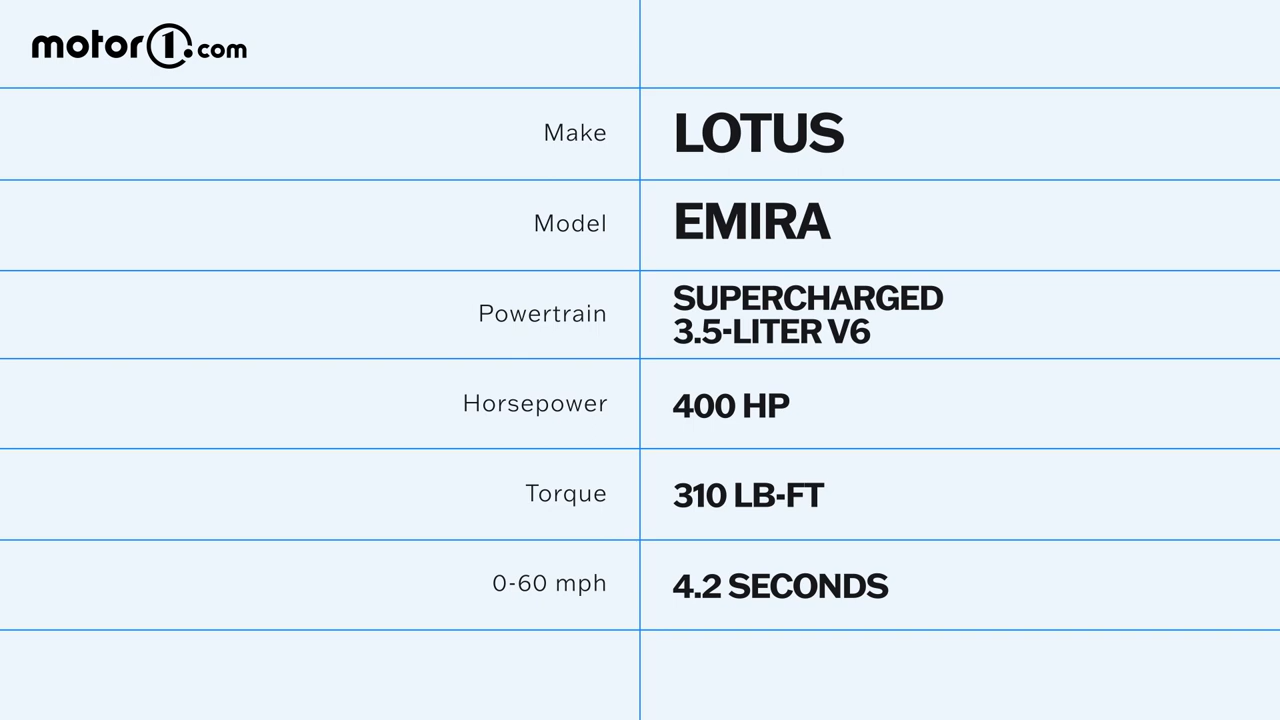 motor1.com
Make
LOTUS
Model
EMIRA
Powertrain
SUPERCHARGED
3.5-LITER V6
Horsepower
400 HP
Torque
310 LB-FT
0-60 mph
4.2 SECONDS